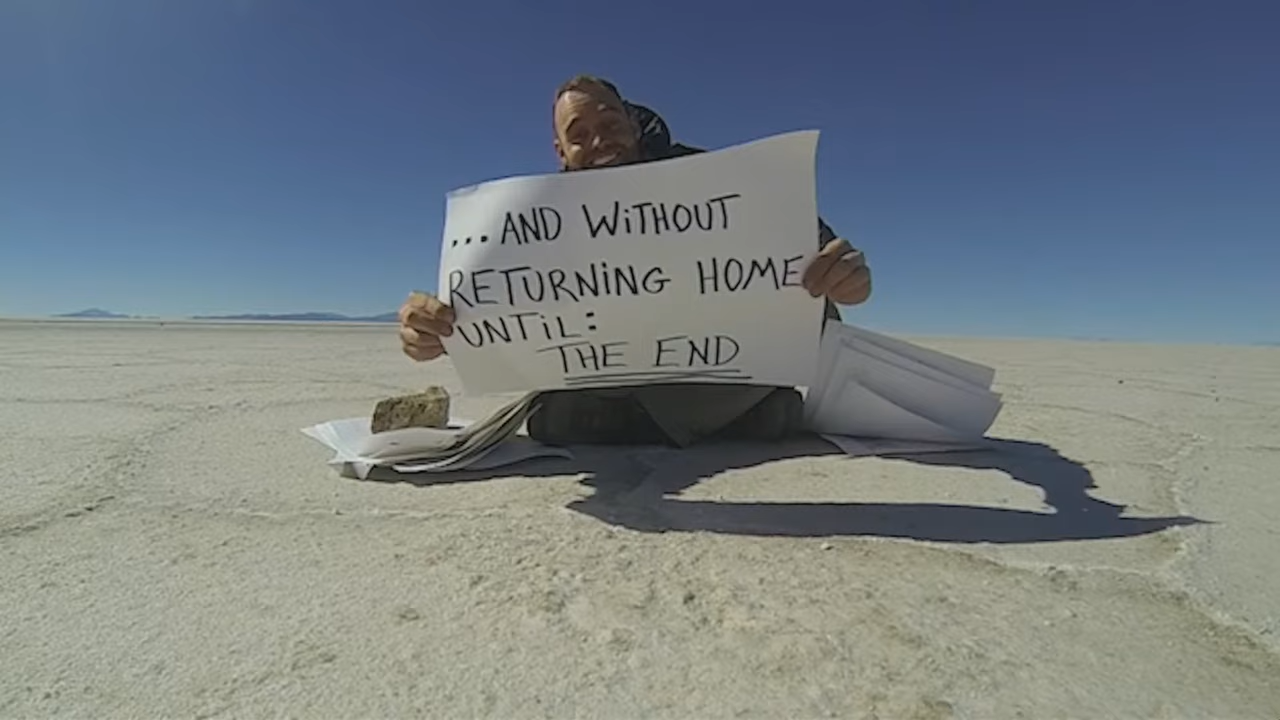 ...AND WiTHOUT
RETURNiNG HOME
UNTiL:
THE END